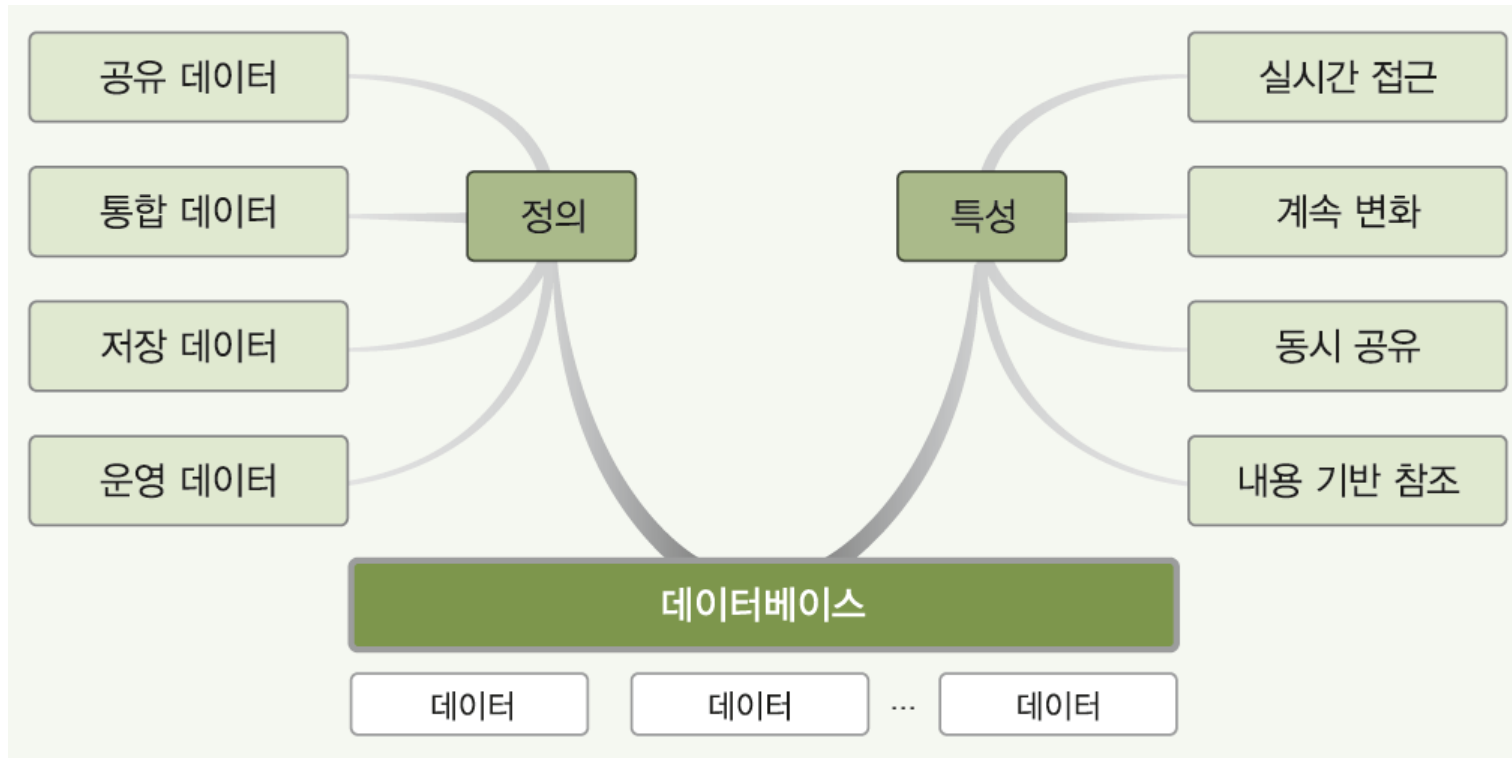 공유 데이터
통합 데이터
저장 데이터
운영 데이터
정의
특성
실시간 접근
계속 변화
동시 공유
내용 기반 참조
데이터베이스
데이터
데이터
...
데이터